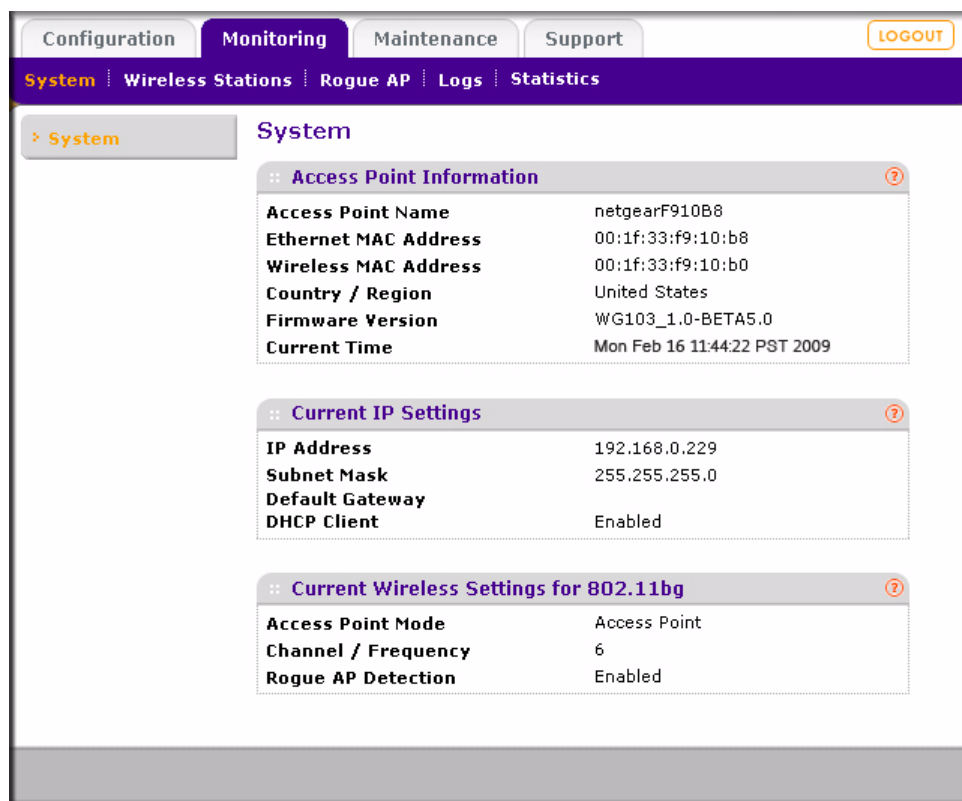 Configuration Monitoring Maintenance Support LOGOUT
System Wireless Stations Rogue AP Logs Statistics
> System
System
:: Access Point Information ?
Access Point Name netgearF910B8
Ethernet MAC Address 00:1f:33:f9:10:b8
Wireless MAC Address 00:1f:33:f9:10:b0
Country / Region United States
Firmware Version WG103_1.0-BETA5.0
Current Time Mon Feb 16 11:44:22 PST 2009
:: Current IP Settings ?
IP Address 192.168.0.229
Subnet Mask 255.255.255.0
Default Gateway
DHCP Client Enabled
:: Current Wireless Settings for 802.11bg ?
Access Point Mode Access Point
Channel / Frequency 6
Rogue AP Detection Enabled